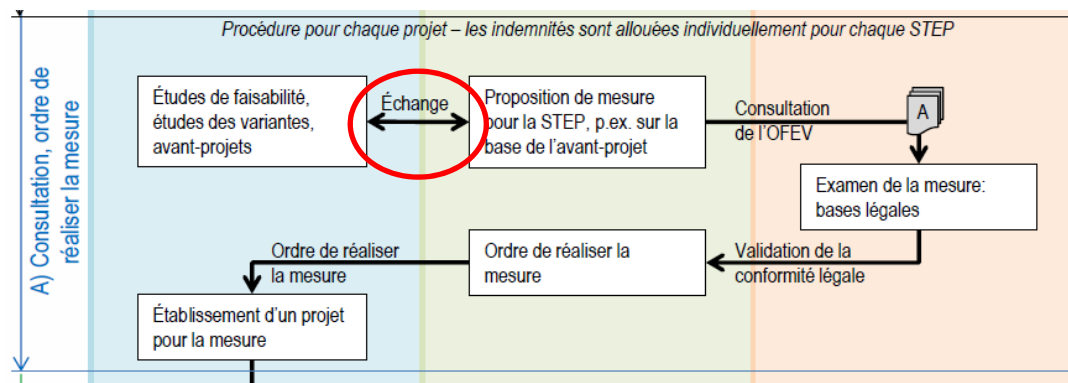 Procédure pour chaque projet – les indemnités sont allouées individuellement pour chaque STEP
A) Consultation, ordre de
réaliser la mesure
Études de faisabilité,
études des variantes,
avant-projets
Échange
Proposition de mesure
pour la STEP, p.ex. sur la
base de l'avant-projet
Consultation
de l'OFEV
A
Examen de la mesure:
bases légales
Ordre de réaliser
la mesure
Ordre de réaliser la
mesure
Validation de la
conformité légale
Établissement d'un projet
pour la mesure